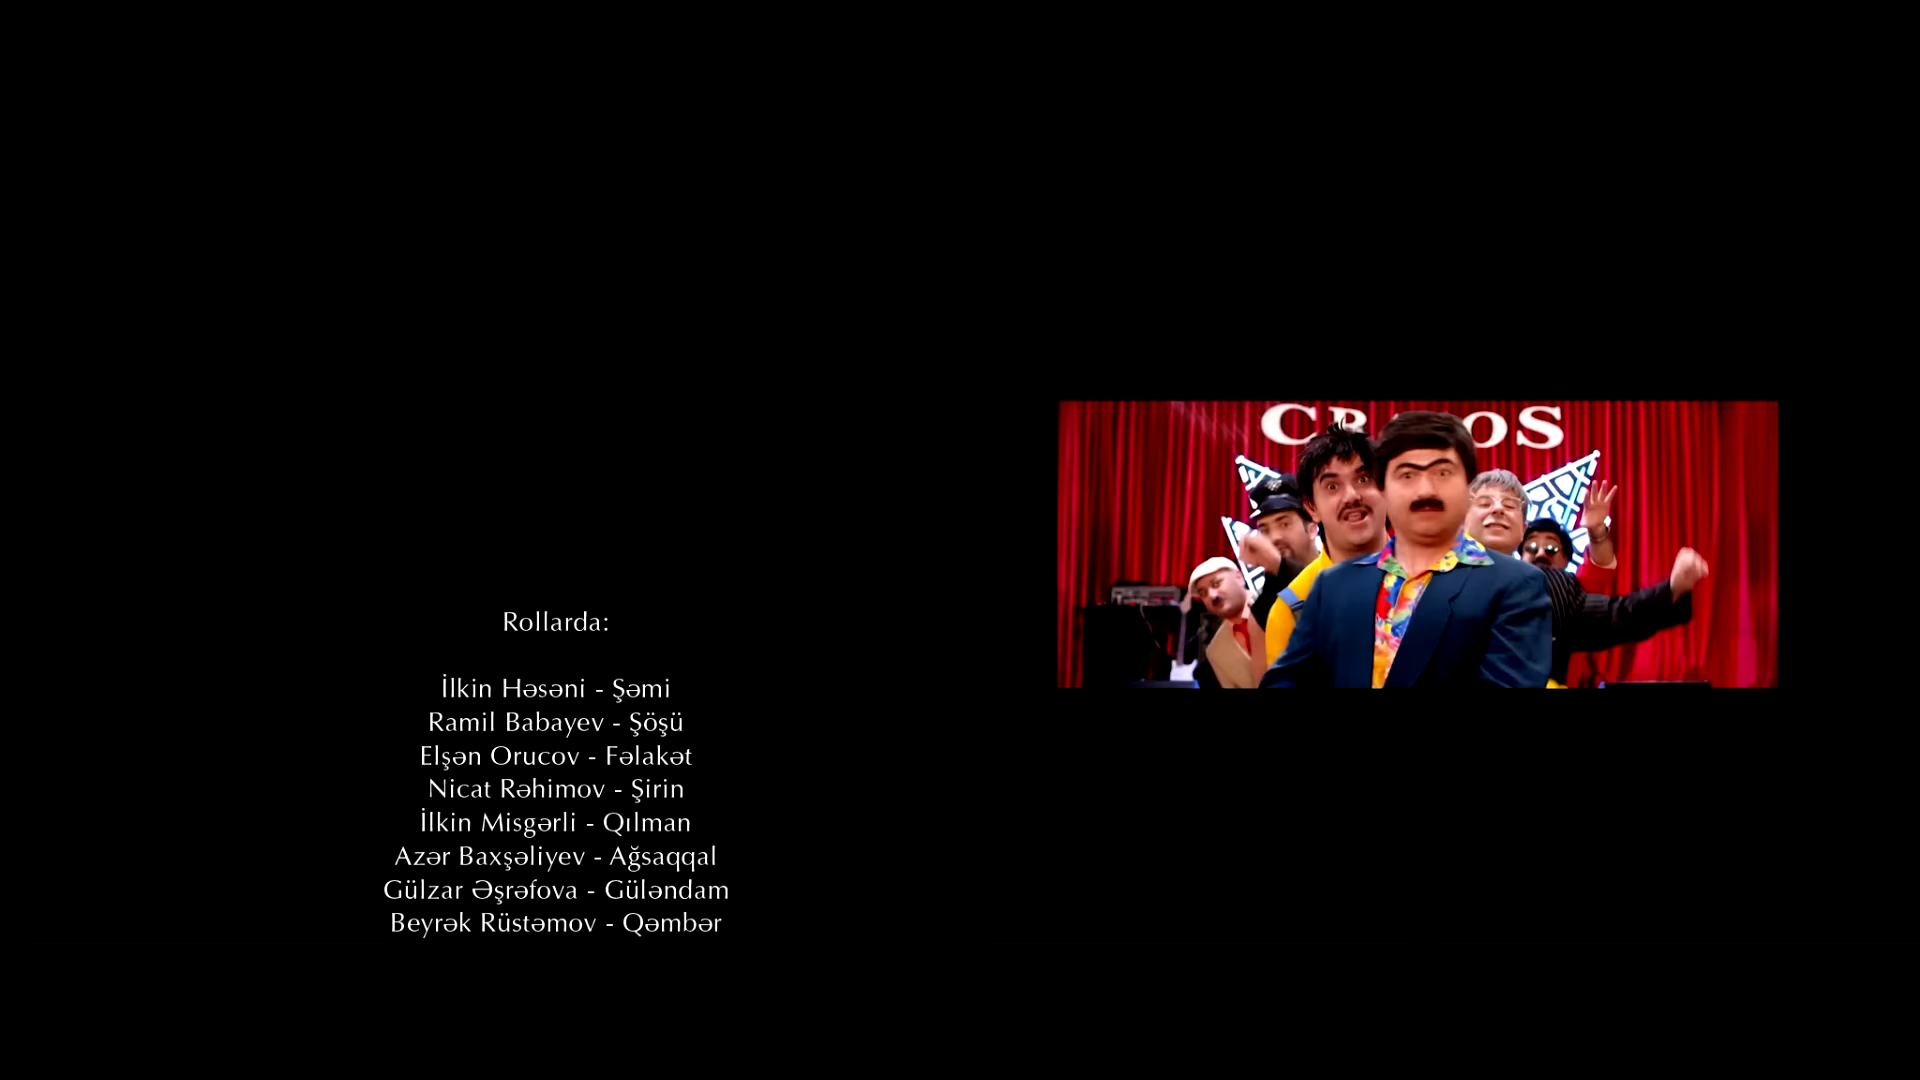 Rollarda:
İlkin Həsəni - Şəmi
Ramil Babayev - Şöşü
Elşən Orucov - Fəlakət
Nicat Rəhimov - Şirin
İlkin Misgərli - Qılman
Azər Baxşəliyev - Ağsaqqal
Gülzar Əşrəfova - Güləndam
Beyrək Rüstəmov - Qəmbər